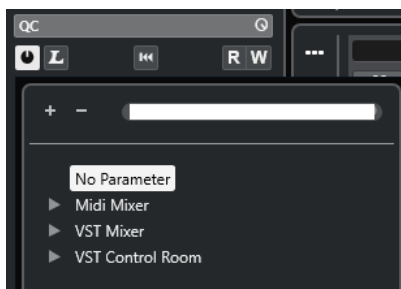 QC
L
R W
+ −
No Parameter
Midi Mixer
VST Mixer
VST Control Room